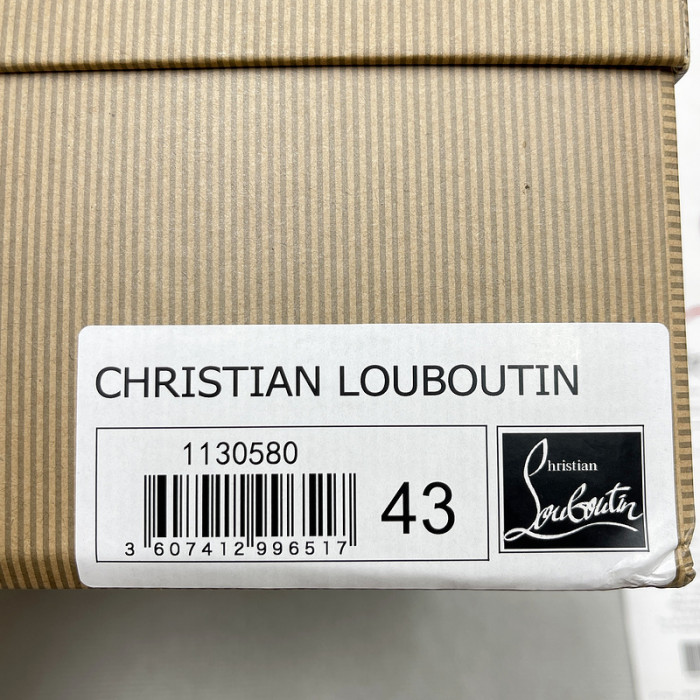 CHRISTIAN LOUBOUTIN
1130580
3 607412 996517
43
Christian
Louboutin